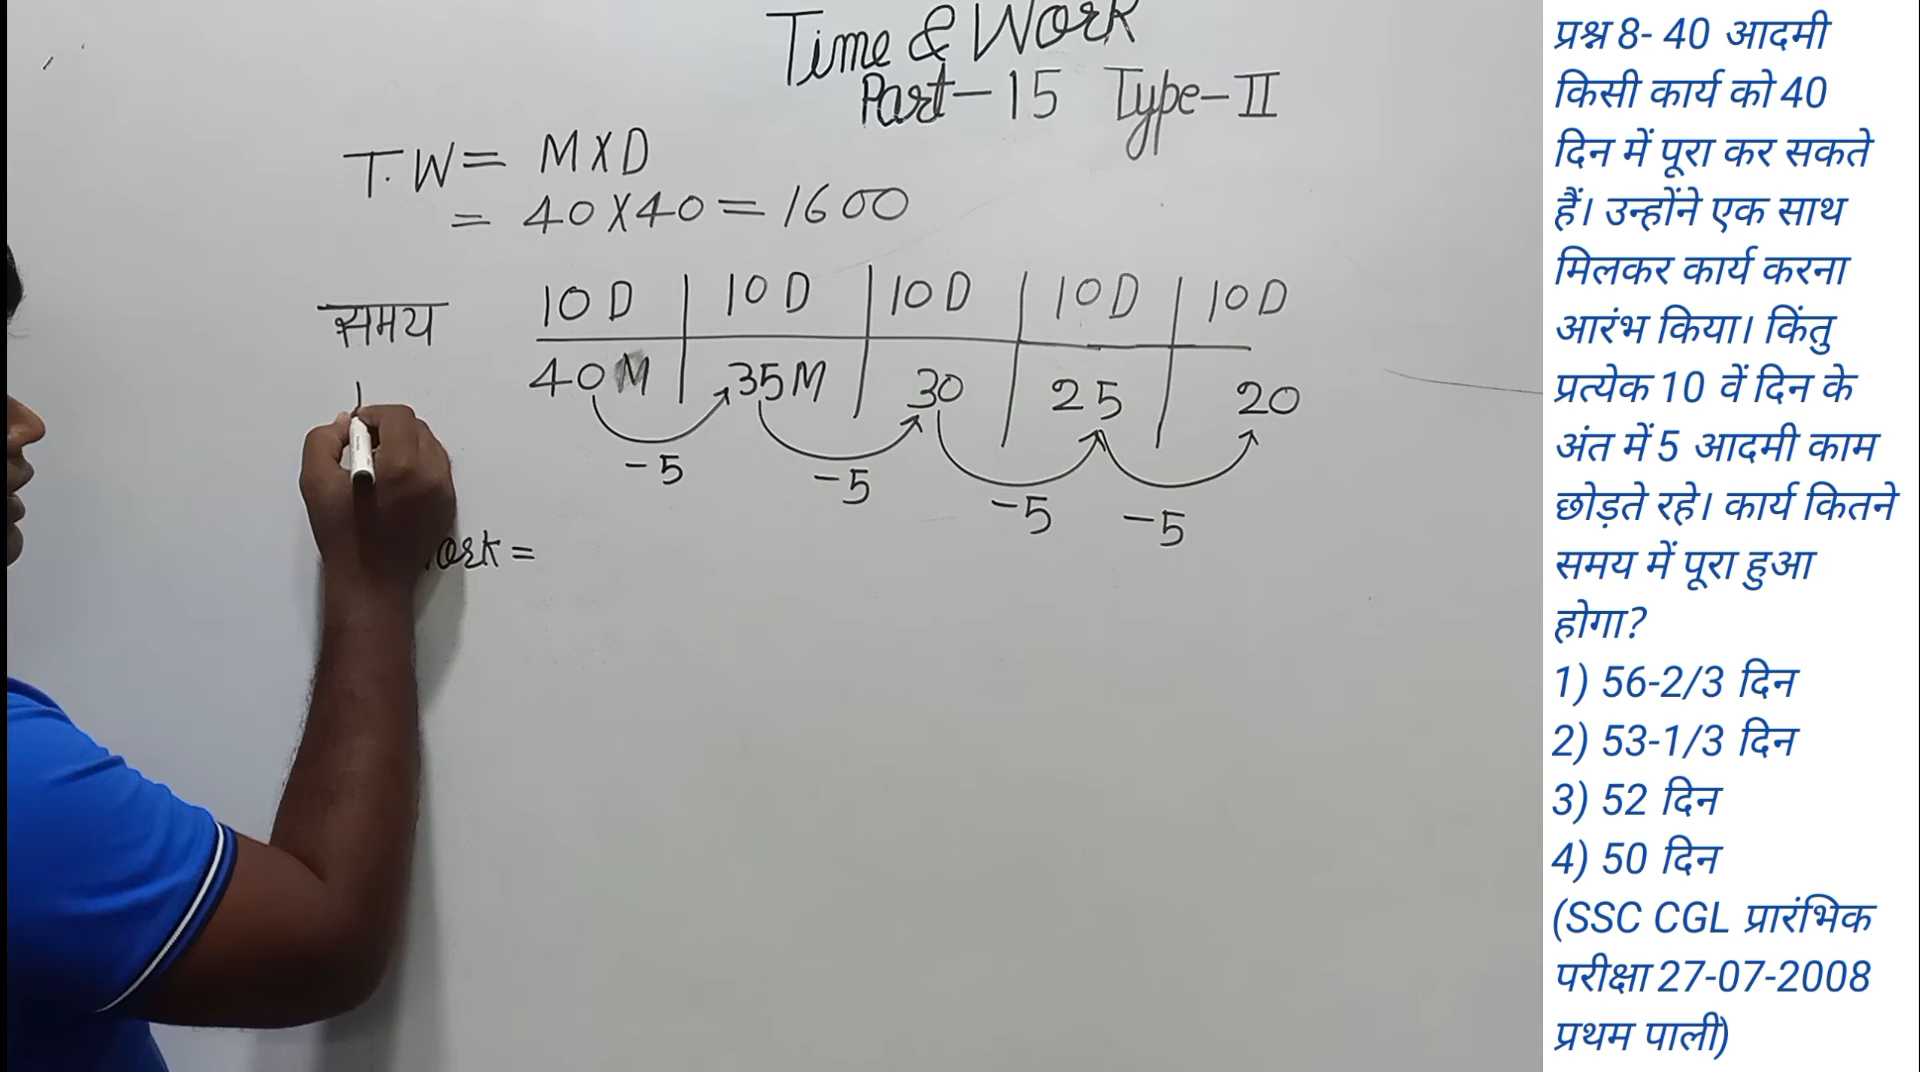 Time & Work
Part-15 Type-II
T.W = M X D
= 40 X 40 = 1600
समय
10 D | 10 D | 10 D | 10 D | 10 D
40 M | 35 M | 30 | 25 | 20
-5 -5 -5 -5
=
प्रश्न 8- 40 आदमी
किसी कार्य को 40
दिन में पूरा कर सकते
हैं। उन्होंने एक साथ
मिलकर कार्य करना
आरंभ किया। किंतु
प्रत्येक 10 वें दिन के
अंत में 5 आदमी काम
छोड़ते रहे। कार्य कितने
समय में पूरा हुआ
होगा?
1) 56-2/3 दिन
2) 53-1/3 दिन
3) 52 दिन
4) 50 दिन
(SSC CGL प्रारंभिक
परीक्षा 27-07-2008
प्रथम पाली)